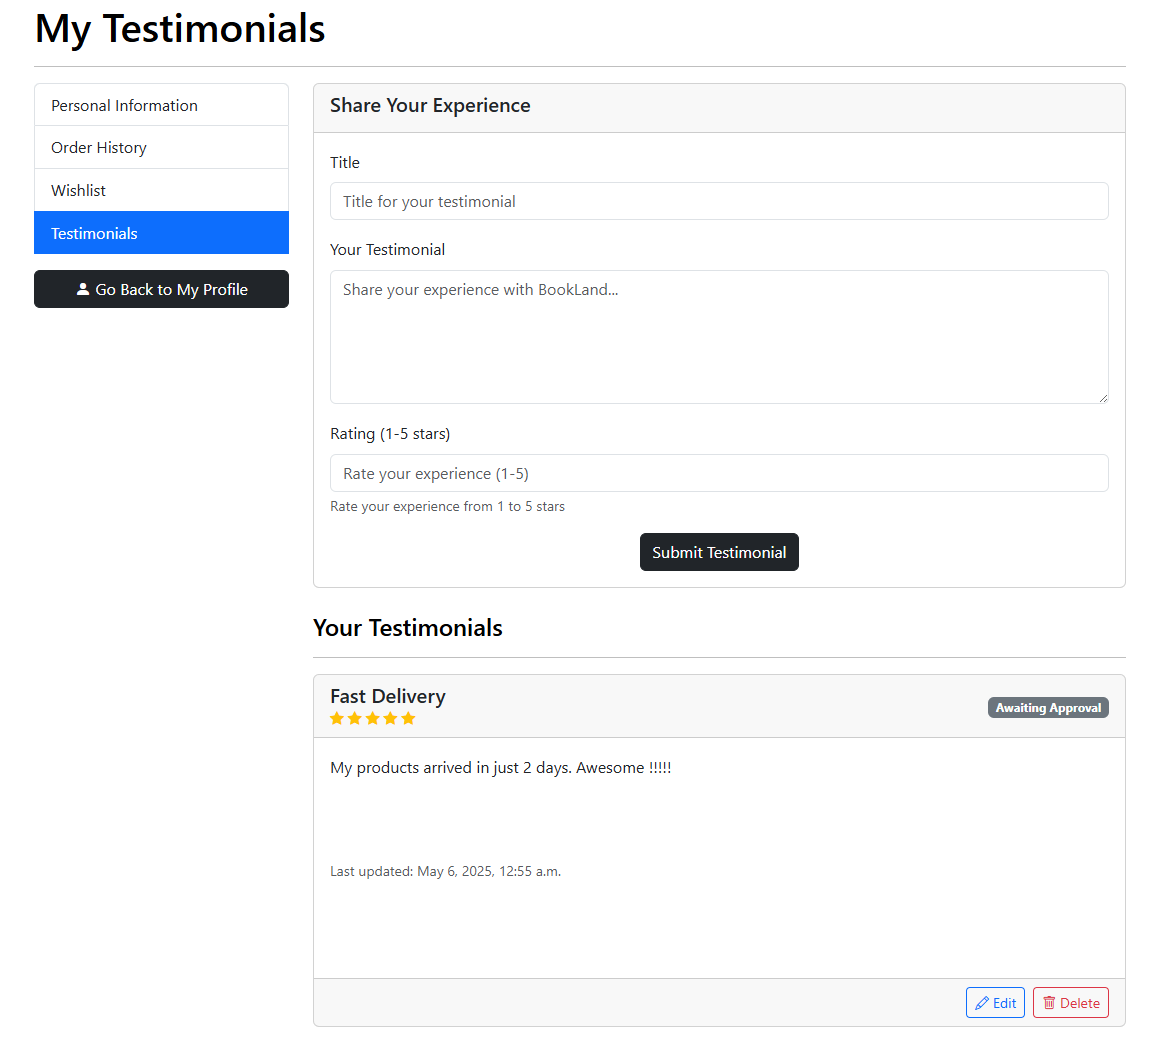 My Testimonials
Personal Information
Order History
Wishlist
Testimonials
Go Back to My Profile
Share Your Experience
Title
Title for your testimonial
Your Testimonial
Share your experience with BookLand...
Rating (1-5 stars)
Rate your experience (1-5)
Rate your experience from 1 to 5 stars
Submit Testimonial
Your Testimonials
Fast Delivery
Awaiting Approval
My products arrived in just 2 days. Awesome !!!!!
Last updated: May 6, 2025, 12:55 a.m.
Edit
Delete